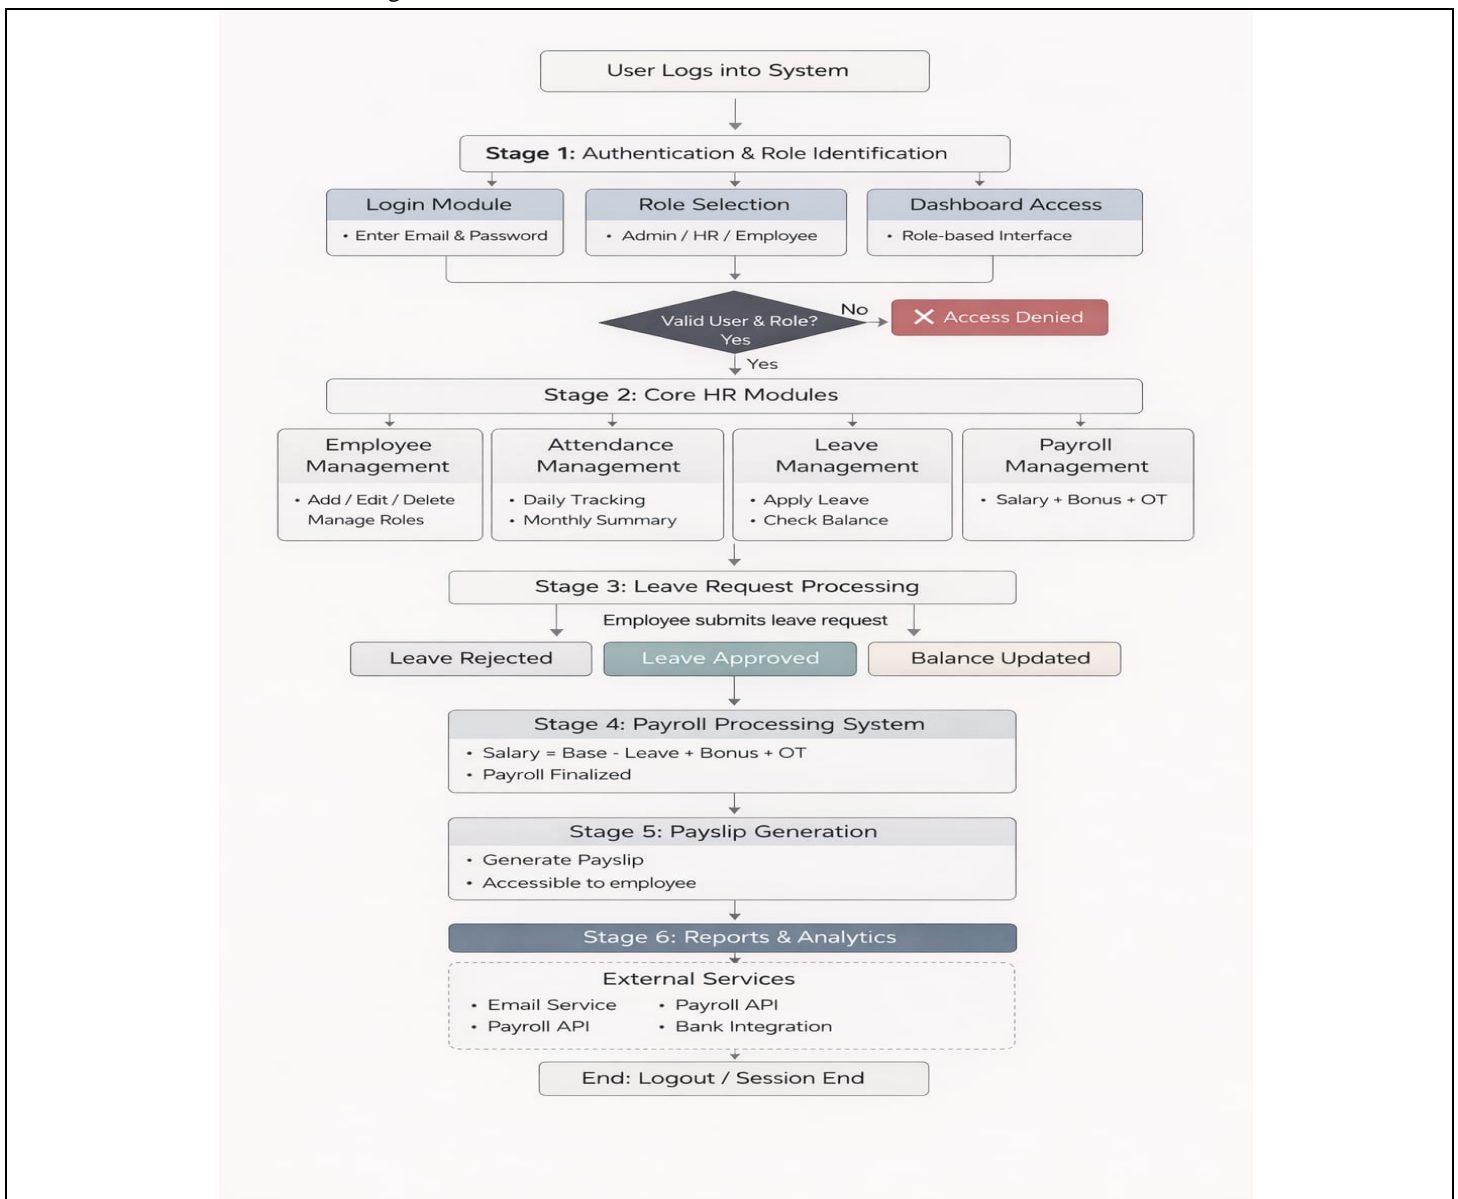 User Logs into System
Stage 1: Authentication & Role Identification
Login Module
• Enter Email & Password
Role Selection
• Admin / HR / Employee
Dashboard Access
• Role-based Interface
Valid User & Role?
Yes
No
Access Denied
Yes
Stage 2: Core HR Modules
Employee
Management
• Add / Edit / Delete
Manage Roles
Attendance
Management
• Daily Tracking
• Monthly Summary
Leave
Management
• Apply Leave
• Check Balance
Payroll
Management
• Salary + Bonus + OT
Stage 3: Leave Request Processing
Employee submits leave request
Leave Rejected
Leave Approved
Balance Updated
Stage 4: Payroll Processing System
• Salary = Base - Leave + Bonus + OT
• Payroll Finalized
Stage 5: Payslip Generation
• Generate Payslip
• Accessible to employee
Stage 6: Reports & Analytics
External Services
• Email Service
• Payroll API
• Payroll API
• Bank Integration
End: Logout / Session End